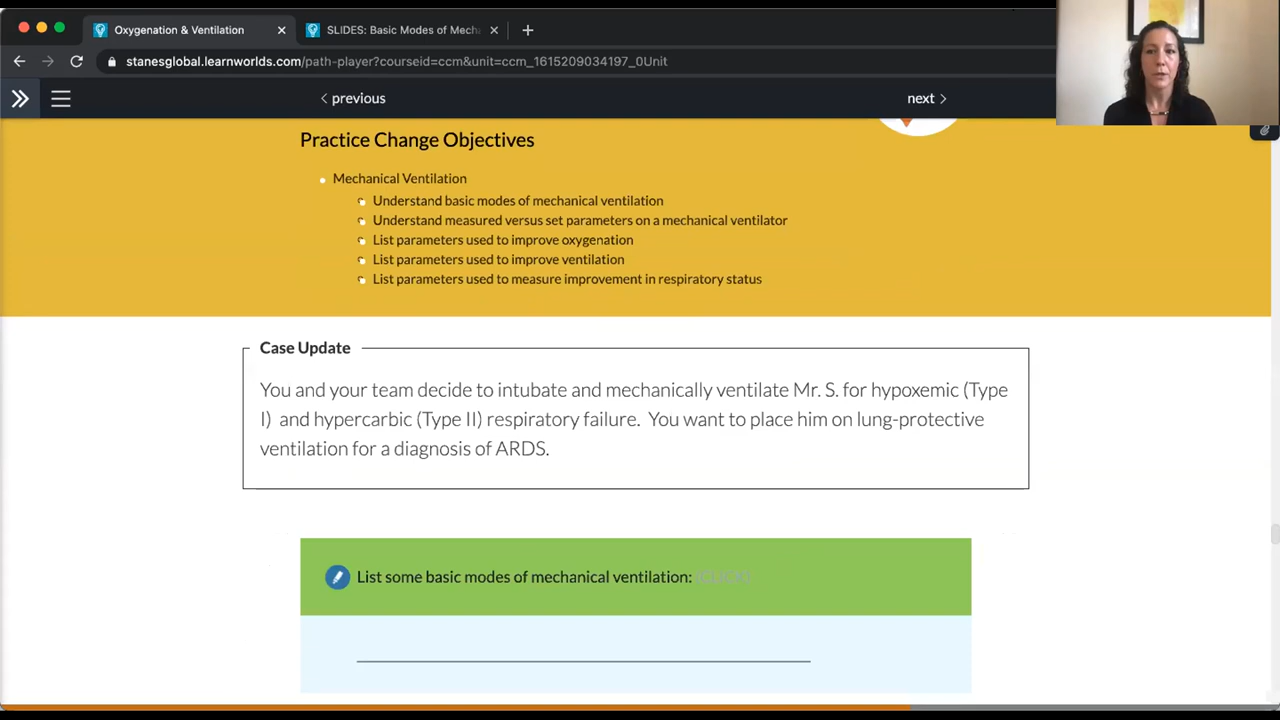 Oxygenation & Ventilation
SLIDES: Basic Modes of Mecha
stanesglobal.learnworlds.com/path-player?courseid=ccm&unit=ccm_1615209034197_0Unit
previous
next
Practice Change Objectives
Mechanical Ventilation
Understand basic modes of mechanical ventilation
Understand measured versus set parameters on a mechanical ventilator
List parameters used to improve oxygenation
List parameters used to improve ventilation
List parameters used to measure improvement in respiratory status
Case Update
You and your team decide to intubate and mechanically ventilate Mr. S. for hypoxemic (Type
I) and hypercarbic (Type II) respiratory failure. You want to place him on lung-protective
ventilation for a diagnosis of ARDS.
List some basic modes of mechanical ventilation: